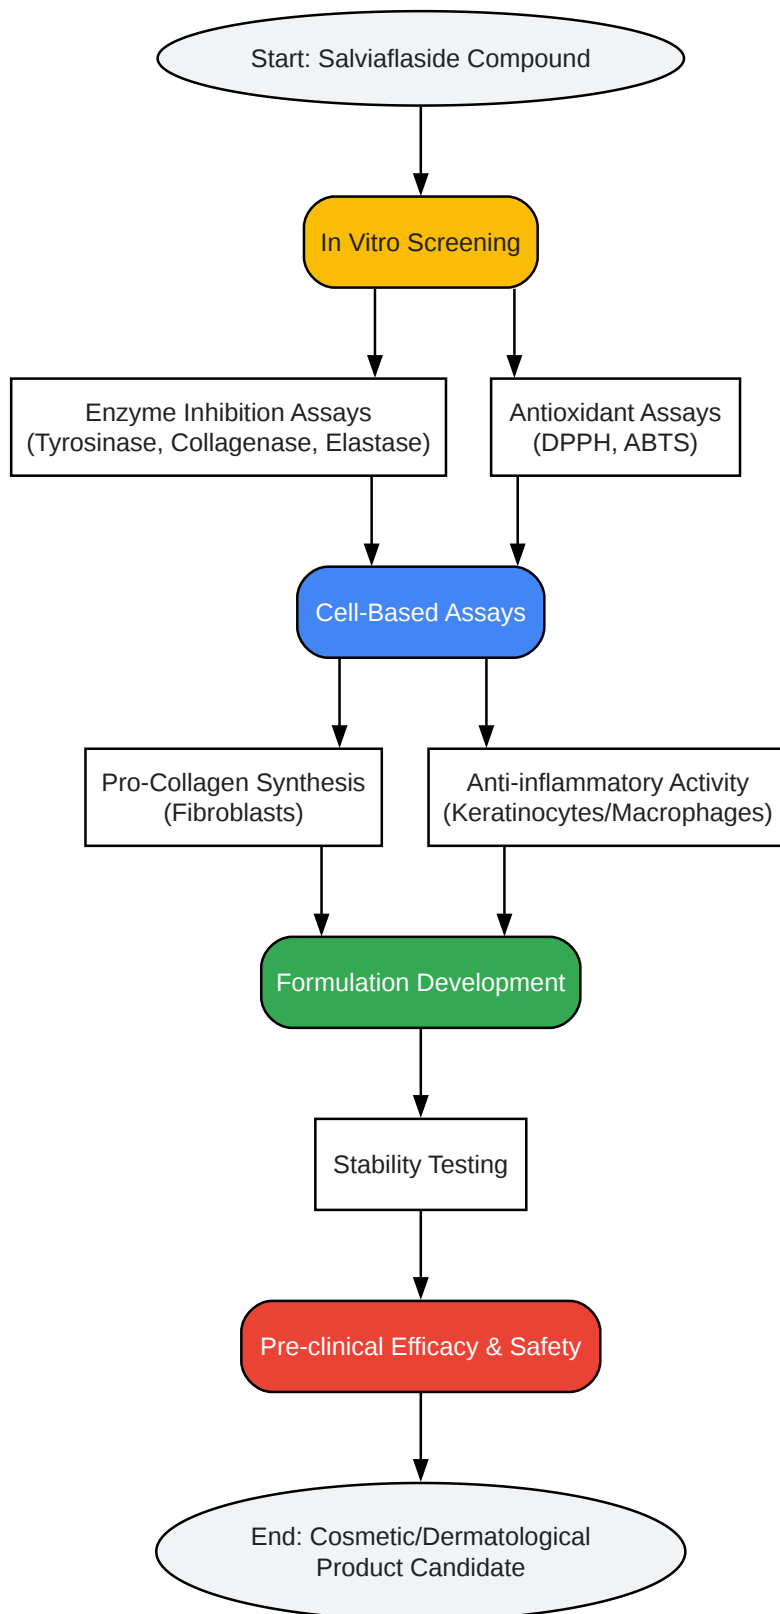 Start: Salviaflaside Compound
In Vitro Screening
Enzyme Inhibition Assays
(Tyrosinase, Collagenase, Elastase)
Antioxidant Assays
(DPPH, ABTS)
Cell-Based Assays
Pro-Collagen Synthesis
(Fibroblasts)
Anti-inflammatory Activity
(Keratinocytes/Macrophages)
Formulation Development
Stability Testing
Pre-clinical Efficacy & Safety
End: Cosmetic/Dermatological
Product Candidate